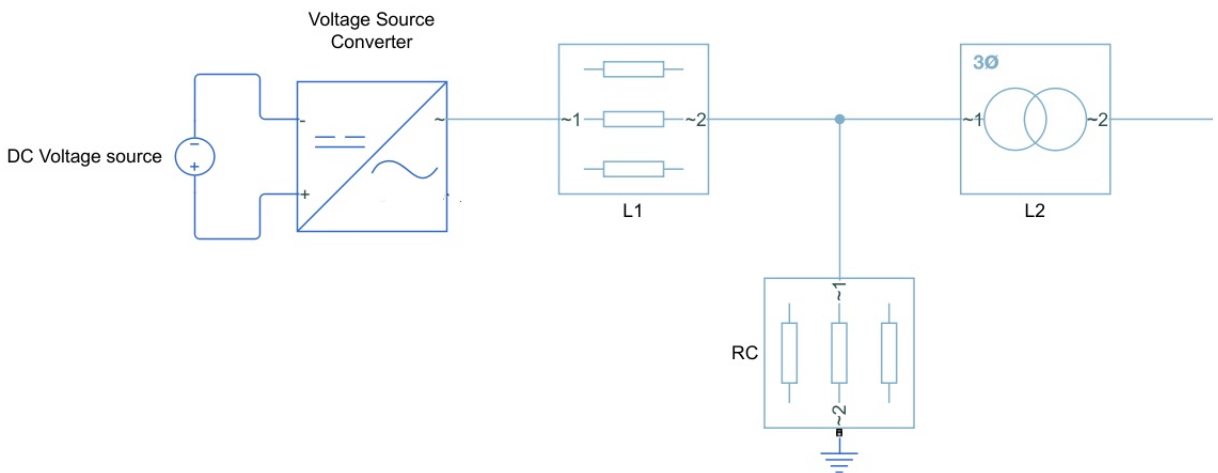 Voltage Source
Converter
3Ø
DC Voltage source
-
+
~
~1
~2
~1
~2
L1
L2
~1
RC
~2